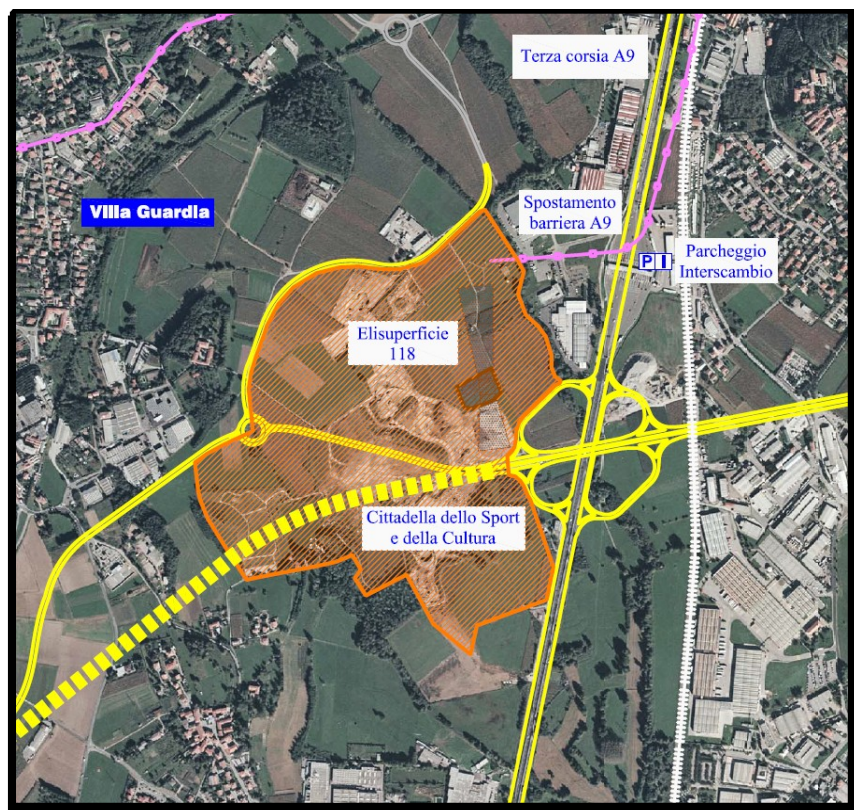 Terza corsia A9
Villa Guardia
Spostamento
barriera A9
P I
Parcheggio
Interscambio
Elisuperficie
118
Cittadella dello Sport
e della Cultura